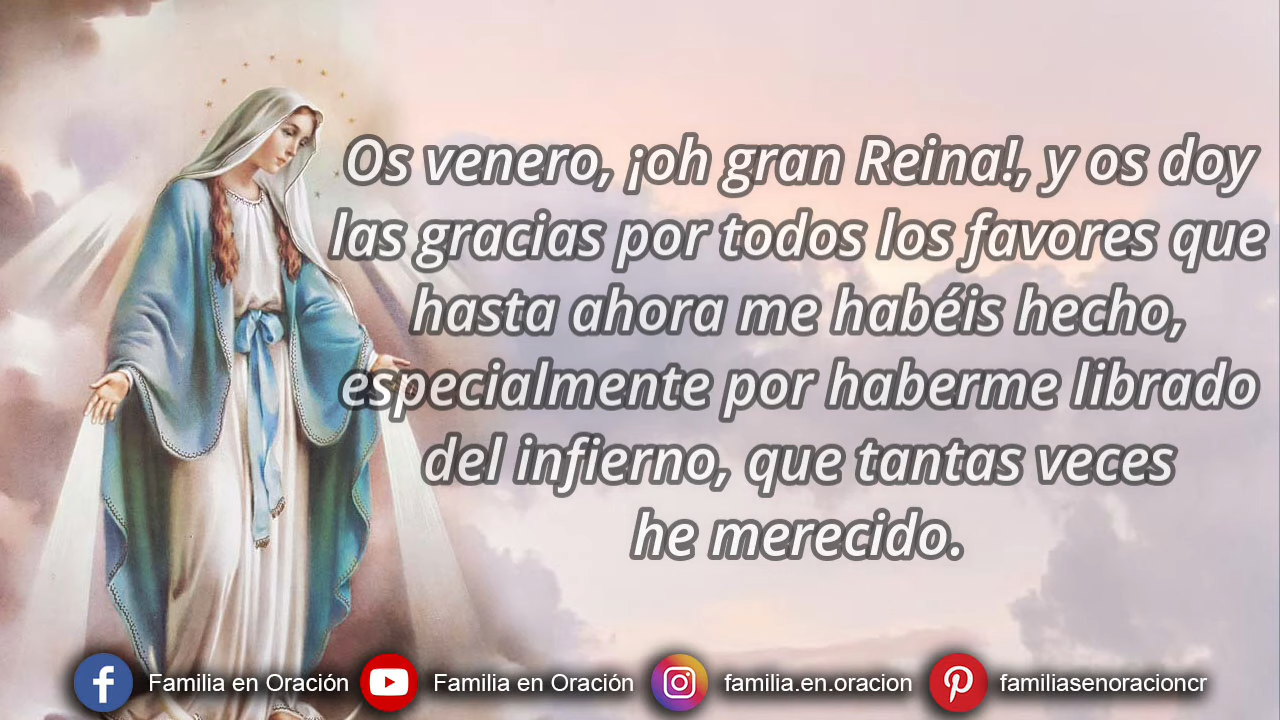 Os venero, ¡oh gran Reina!, y os doy
las gracias por todos los favores que
hasta ahora me habéis hecho,
especialmente por haberme librado
del infierno, que tantas veces
he merecido.
Familia en Oración
Familia en Oración
familia.en.oracion
familiasenoracioncr